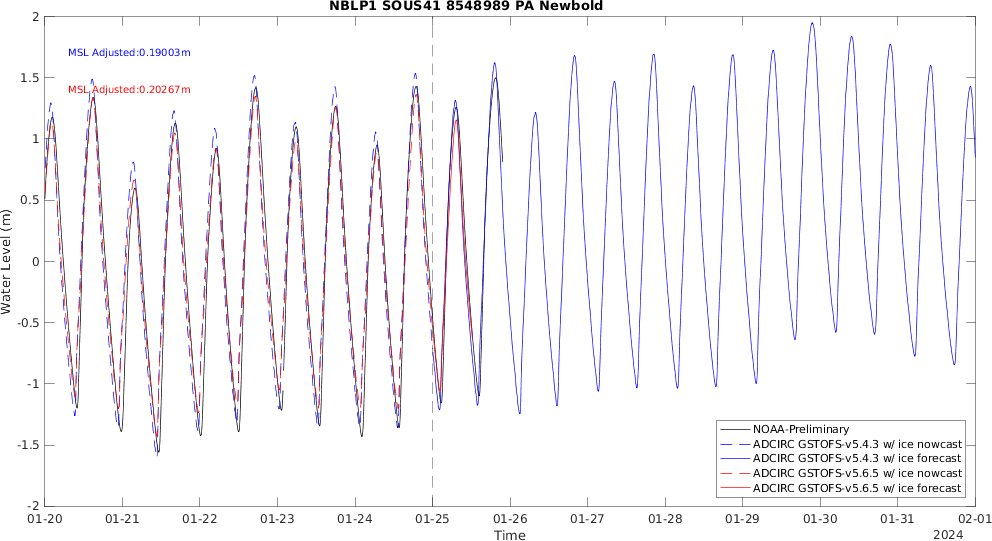 NBLP1 SOUS41 8548989 PA Newbold
MSL Adjusted:0.19003m
MSL Adjusted:0.20267m
Water Level (m)
2
1.5
1
0.5
0
-0.5
-1
-1.5
-2
NOAA-Preliminary
ADCIRC GSTOFS-v5.4.3 w/ ice nowcast
ADCIRC GSTOFS-v5.4.3 w/ ice forecast
ADCIRC GSTOFS-v5.6.5 w/ ice nowcast
ADCIRC GSTOFS-v5.6.5 w/ ice forecast
01-20 01-21 01-22 01-23 01-24 01-25 01-26 01-27 01-28 01-29 01-30 01-31 02-01
Time
2024